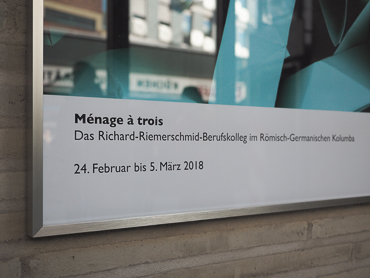 Ménage à trois
Das Richard-Riemerschmid-Berufskolleg im Römisch-Germanischen Kolumba
24. Februar bis 5. März 2018